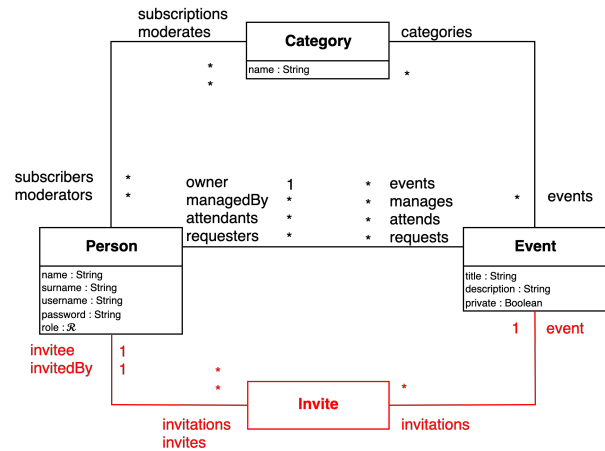 subscriptions
moderates
Category
categories
name : String
*
*
*
subscribers *
moderators *
owner 1 * events
managedBy * * manages
attendants * * attends
requesters * * requests
* events
Person
name : String
surname : String
username : String
password : String
role : ℛ
Event
title : String
description : String
private : Boolean
invitee 1
invitedBy 1
1 event
*
*
*
Invite
invitations
invites
invitations